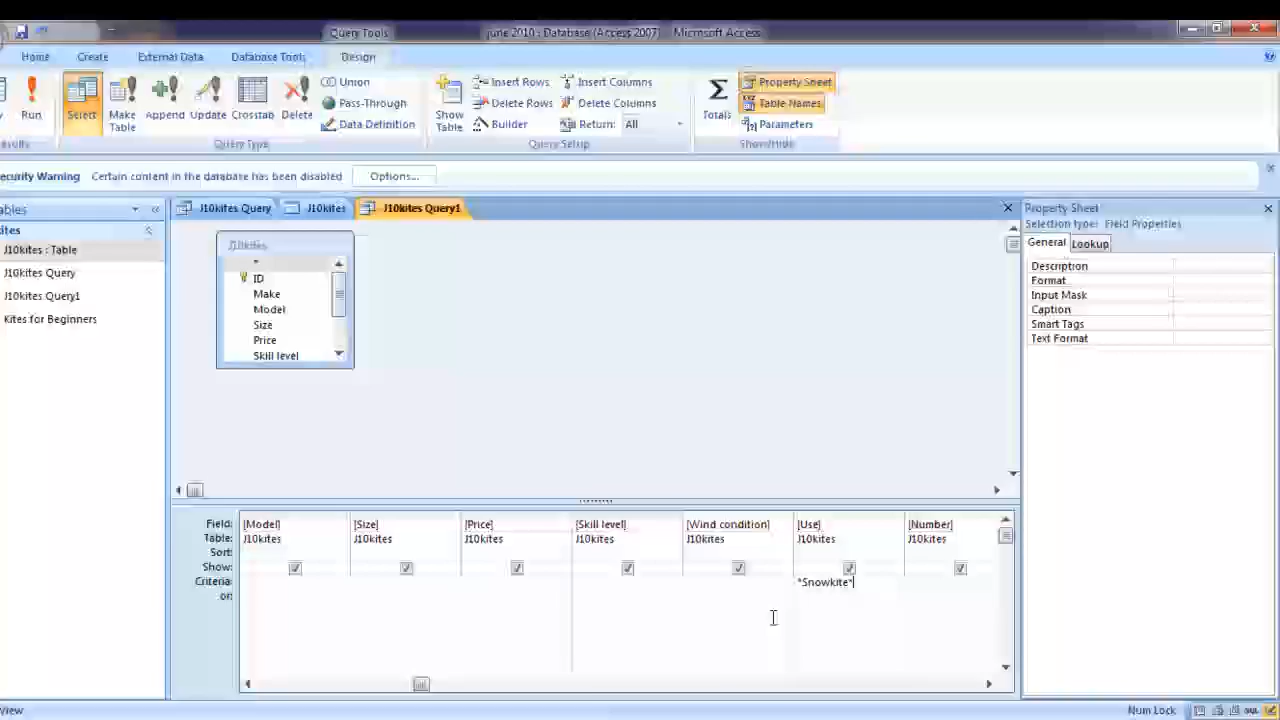 Query Tools
june 2010 : Database (Access 2007) - Microsoft Access
Home Create External Data Database Tools Design
Run
Select
Make Table
Append
Update
Crosstab
Delete
Union
Pass-Through
Data Definition
Query Type
Show Table
Insert Rows
Delete Rows
Builder
Insert Columns
Delete Columns
Return: All
Query Setup
Σ
Totals
Property Sheet
Table Names
Parameters
Show/Hide
ecurity Warning Certain content in the database has been disabled Options...
ables
ites
J10kites : Table
J10kites Query
J10kites Query1
Kites for Beginners
J10kites Query J10kites J10kites Query1
J10kites
*
ID
Make
Model
Size
Price
Skill level
Field: [Model] [Size] [Price] [Skill level] [Wind condition] [Use] [Number]
Table: J10kites J10kites J10kites J10kites J10kites J10kites J10kites
Sort:
Show:
Criteria: *Snowkite*
or:
Property Sheet
Selection type: Field Properties
General Lookup
Description
Format
Input Mask
Caption
Smart Tags
Text Format
View
Num Lock